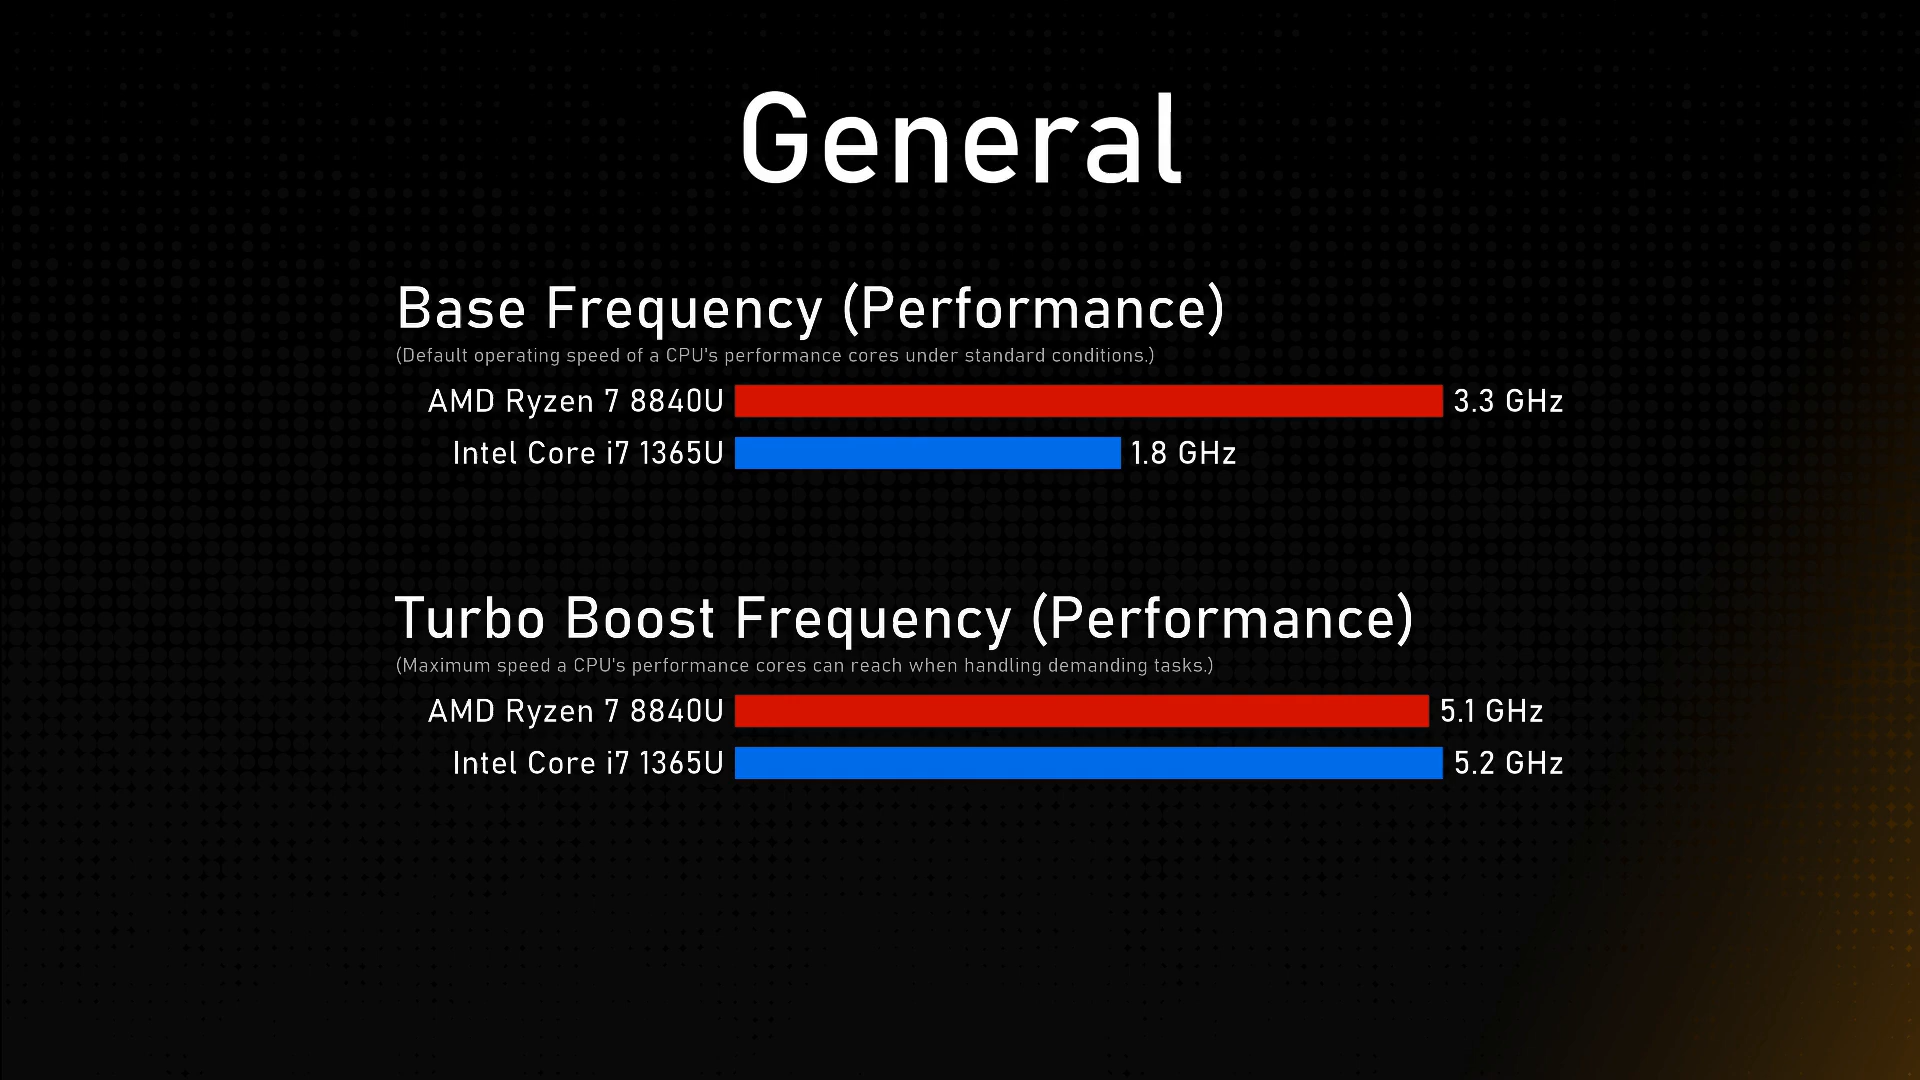 General
Base Frequency (Performance)
(Default operating speed of a CPU's performance cores under standard conditions.)
AMD Ryzen 7 8840U 3.3 GHz
Intel Core i7 1365U 1.8 GHz
Turbo Boost Frequency (Performance)
(Maximum speed a CPU's performance cores can reach when handling demanding tasks.)
AMD Ryzen 7 8840U 5.1 GHz
Intel Core i7 1365U 5.2 GHz